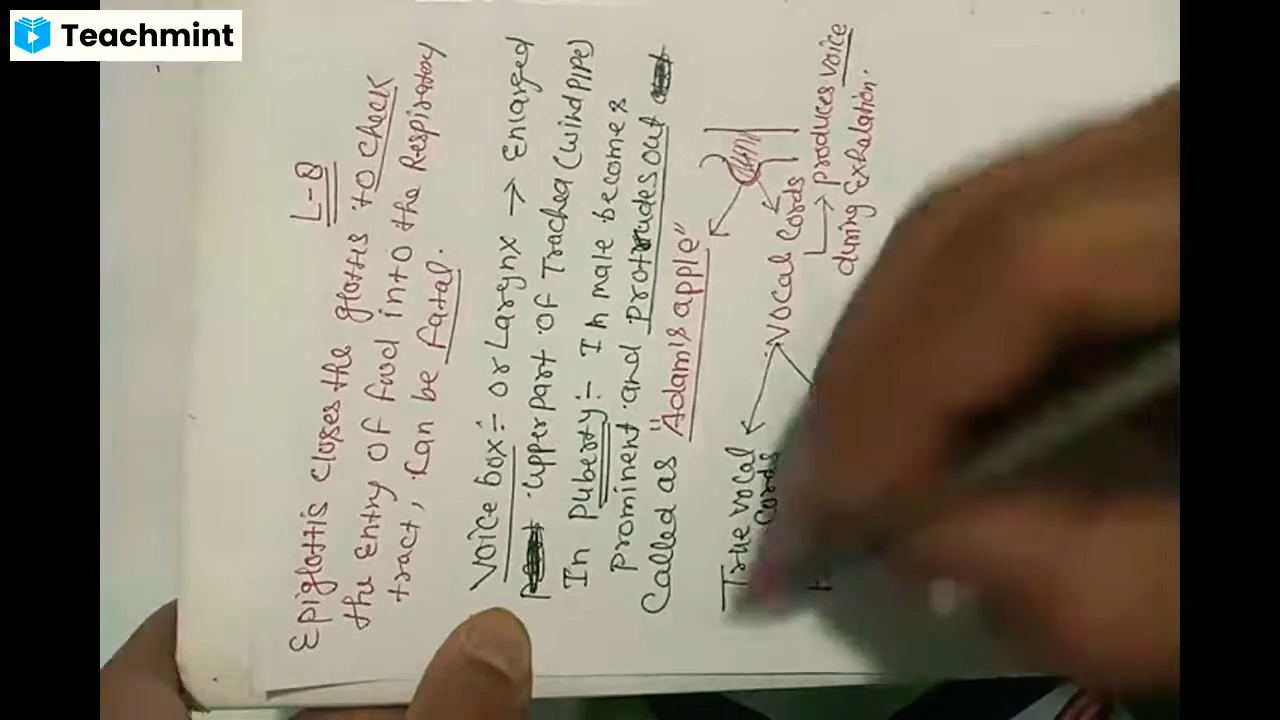 Teachmint
L-8
Epiglottis closes the glottis to check
the Entry of food into the Respiratory
tract, can be fatal.
Voice box:- or Larynx → Enlarged
upper part of Trachea (wind pipe)
In puberty:- In male becomes
prominent and protrudes out
Called as "Adam's apple"
Vocal Cords
↳ produces voice
during Exhalation.
True vocal
cords